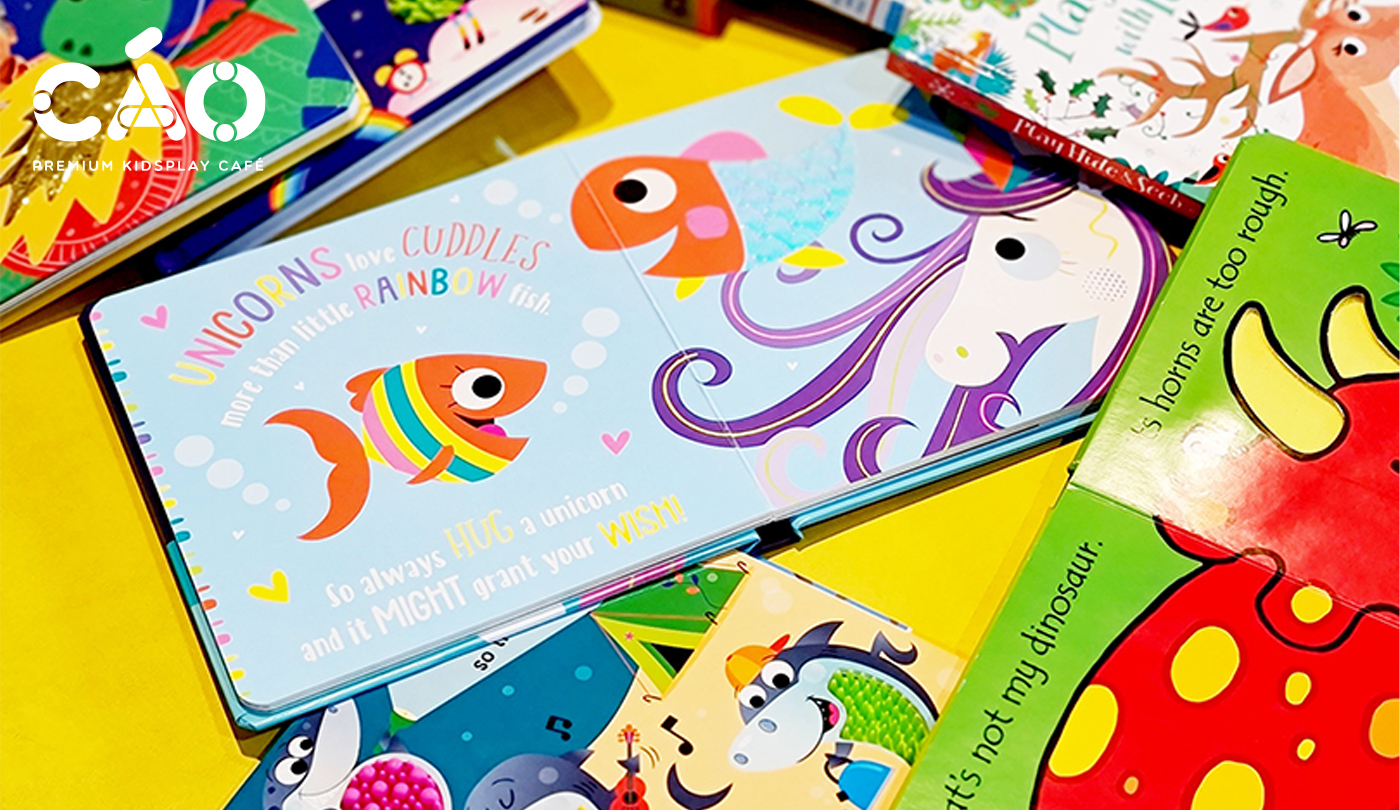 CÁO
PREMIUM KIDSPLAY CAFÉ
UNICORNS love CUDDLES
more than little RAINBOW fish.
So always HUG a unicorn
and it MIGHT grant your WISH!
Play Hide & Seek
horns are too rough.
not my dinosaur.
so